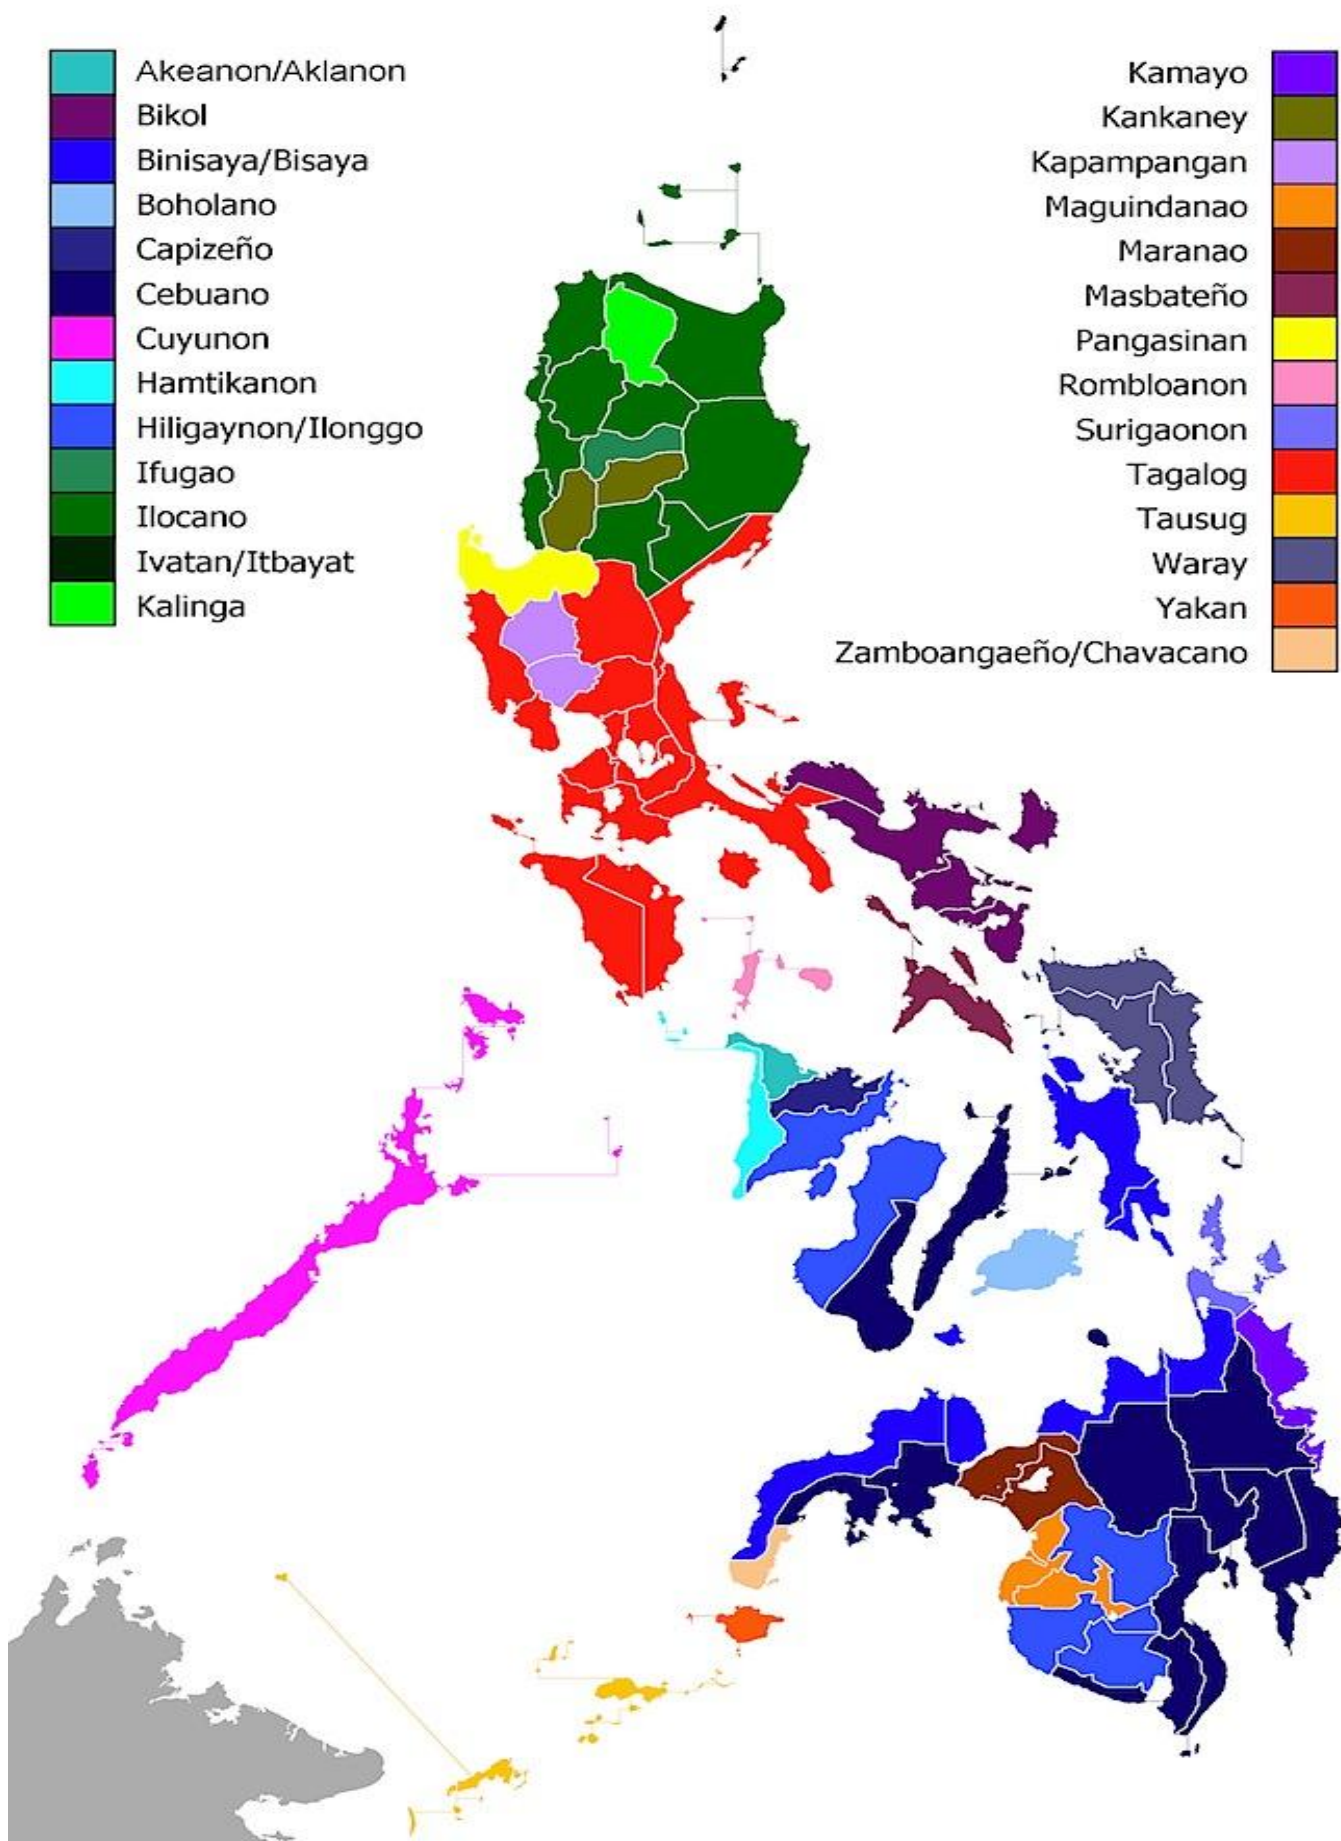 Akeanon/Aklanon
Bikol
Binisaya/Bisaya
Boholano
Capizeño
Cebuano
Cuyunon
Hamtikanon
Hiligaynon/Ilonggo
Ifugao
Ilocano
Ivatan/Itbayat
Kalinga
Kamayo
Kankaney
Kapampangan
Maguindanao
Maranao
Masbateño
Pangasinan
Rombloanon
Surigaonon
Tagalog
Tausug
Waray
Yakan
Zamboangaeño/Chavacano